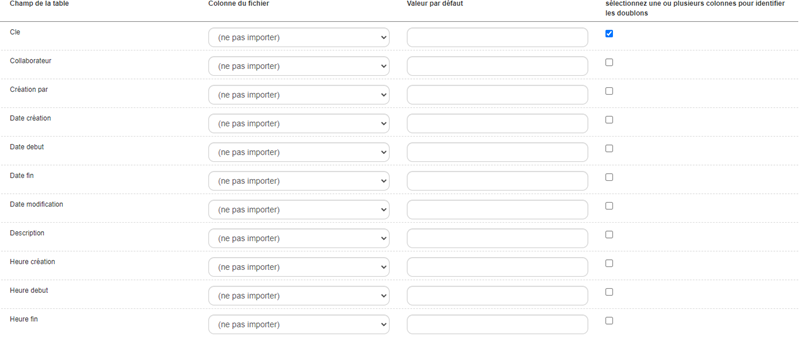 Champ de la table Colonne du fichier Valeur par défaut sélectionnez une ou plusieurs colonnes pour identifier
les doublons
Cle (ne pas importer)
Collaborateur (ne pas importer)
Création par (ne pas importer)
Date création (ne pas importer)
Date debut (ne pas importer)
Date fin (ne pas importer)
Date modification (ne pas importer)
Description (ne pas importer)
Heure création (ne pas importer)
Heure debut (ne pas importer)
Heure fin (ne pas importer)